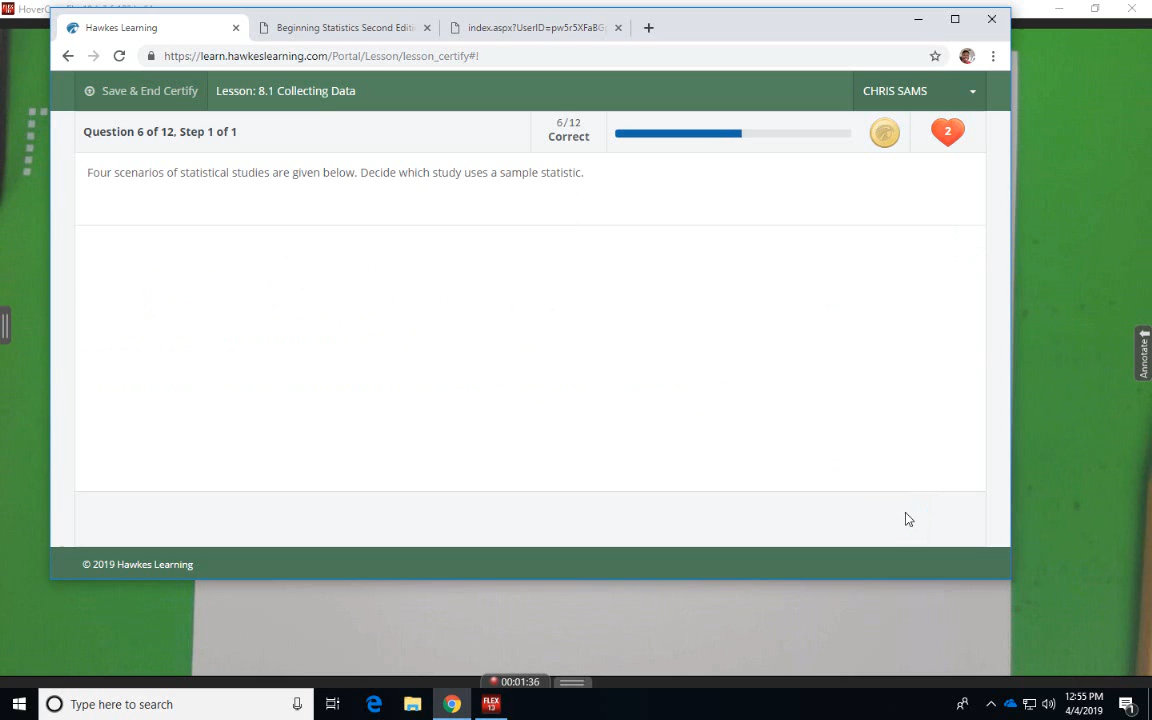 Hawkes Learning
Beginning Statistics Second Editi
index.aspx?UserID=pw5r5XFaBG
https://learn.hawkeslearning.com/Portal/Lesson/lesson_certify#!
Save & End Certify
Lesson: 8.1 Collecting Data
CHRIS SAMS
Question 6 of 12, Step 1 of 1
6/12
Correct
2
Four scenarios of statistical studies are given below. Decide which study uses a sample statistic.
Annotate
© 2019 Hawkes Learning
00:01:36
Type here to search
FLEX
13
12:55 PM
4/4/2019
1